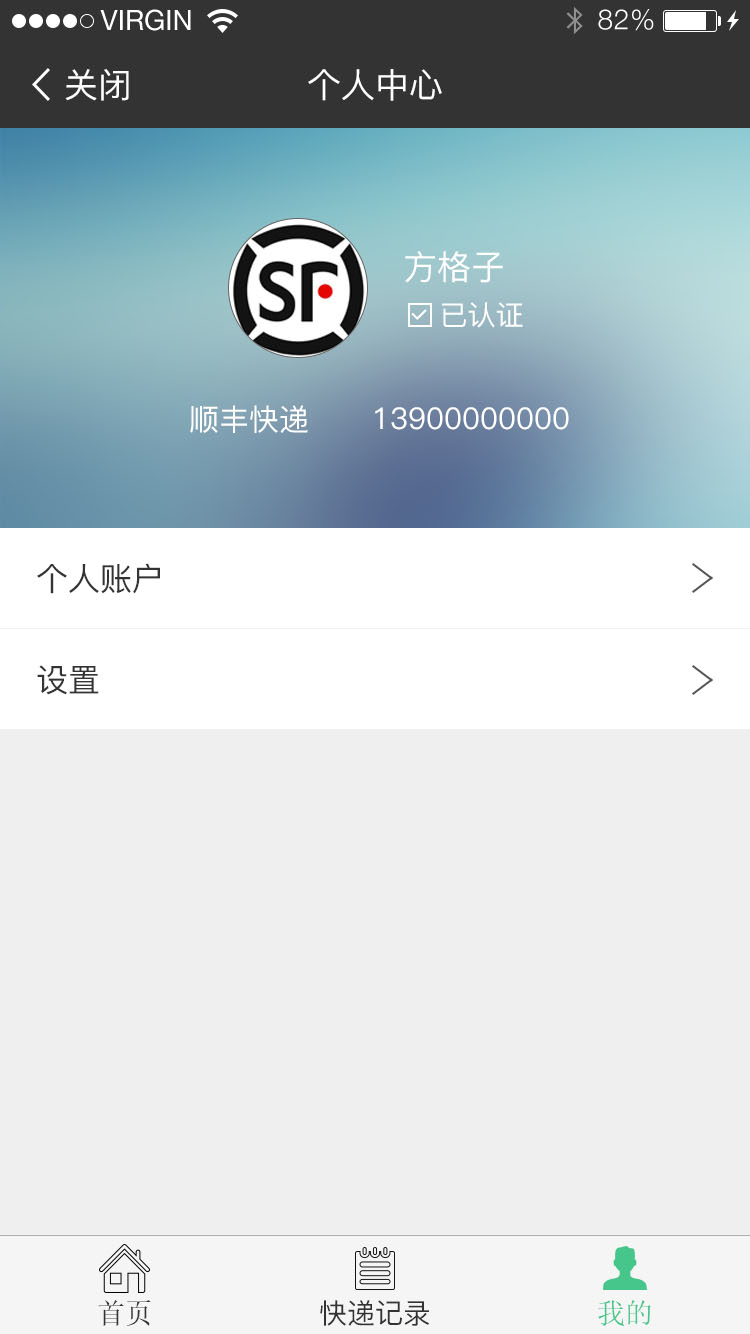 VIRGIN 82%
关闭 个人中心
SF 方格子
已认证
顺丰快递 13900000000
个人账户
设置
首页 快递记录 我的